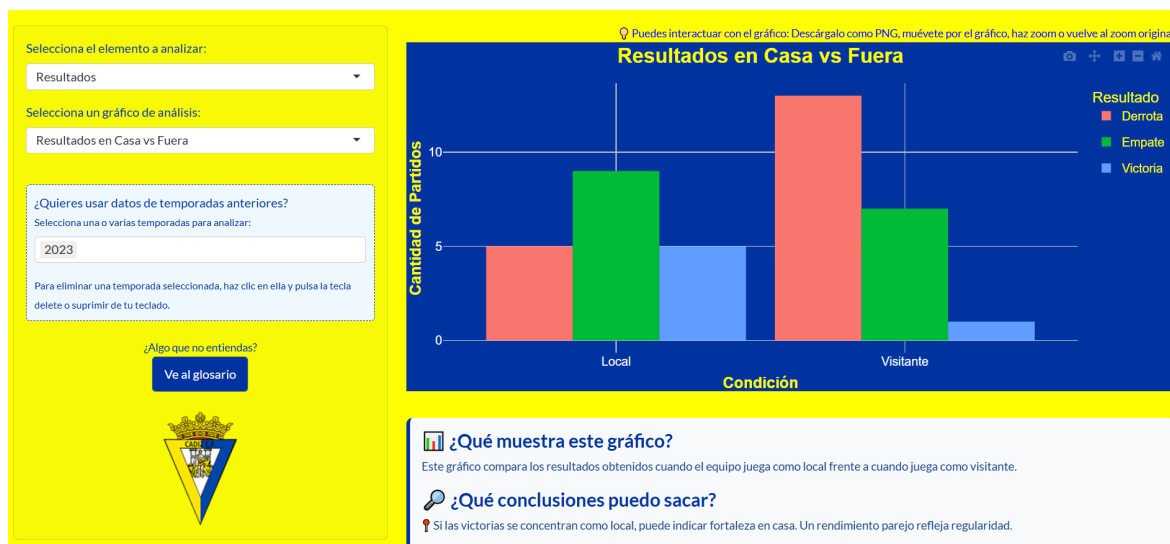 Selecciona el elemento a analizar:
Resultados
Selecciona un gráfico de análisis:
Resultados en Casa vs Fuera
¿Quieres usar datos de temporadas anteriores?
Selecciona una o varias temporadas para analizar:
2023
Para eliminar una temporada seleccionada, haz clic en ella y pulsa la tecla
delete o suprimir de tu teclado.
¿Algo que no entiendas?
Ve al glosario
CADIZ C.F.
Puedes interactuar con el gráfico: Descárgalo como PNG, muévete por el gráfico, haz zoom o vuelve al zoom origina
Resultados en Casa vs Fuera
Cantidad de Partidos
10
5
0
Local
Visitante
Condición
Resultado
Derrota
Empate
Victoria
¿Qué muestra este gráfico?
Este gráfico compara los resultados obtenidos cuando el equipo juega como local frente a cuando juega como visitante.
¿Qué conclusiones puedo sacar?
Si las victorias se concentran como local, puede indicar fortaleza en casa. Un rendimiento parejo refleja regularidad.